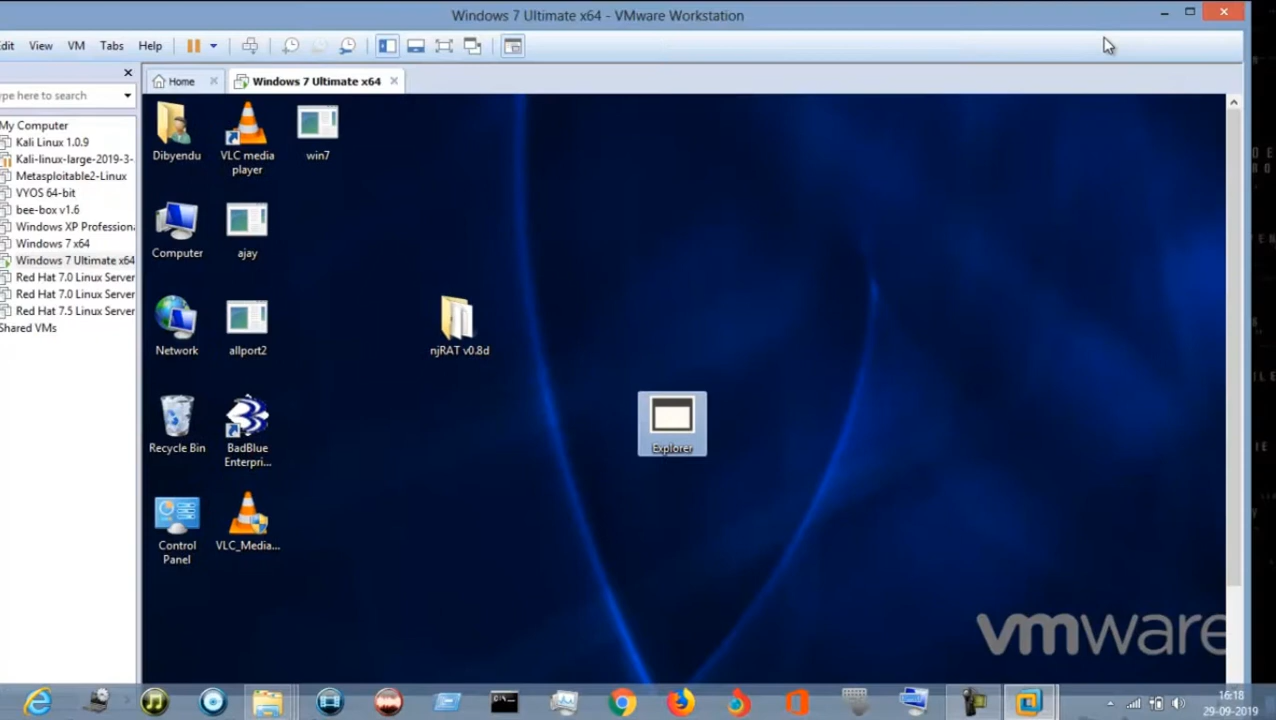 Windows 7 Ultimate x64 - VMware Workstation
dit View VM Tabs Help
Home
Windows 7 Ultimate x64
ype here to search
My Computer
Kali Linux 1.0.9
Kali-linux-large-2019-3-
Metasploitable2-Linux
VYOS 64-bit
bee-box v1.6
Windows XP Profession
Windows 7 x64
Windows 7 Ultimate x64
Red Hat 7.0 Linux Server
Red Hat 7.0 Linux Server
Red Hat 7.5 Linux Server
Shared VMs
Dibyendu
VLC media
player
win7
Computer
ajay
Network
allport2
njRAT v0.8d
Recycle Bin
BadBlue
Enterpri...
Explorer
Control
Panel
VLC_Media...
vmware
16:18
29-09-2019